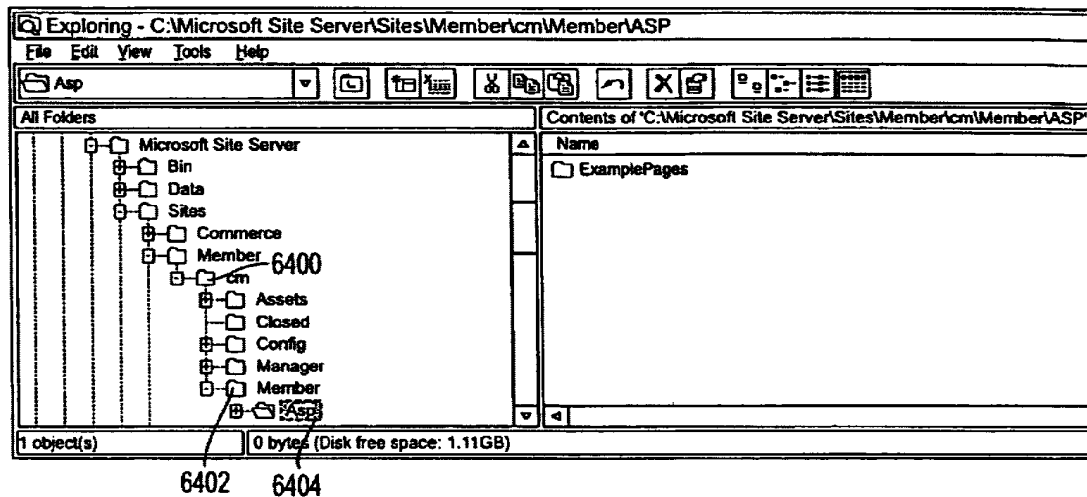 Exploring - C:\Microsoft Site Server\Sites\Member\cm\Member\ASP
File Edit View Tools Help
Asp
All Folders
Contents of "C:\Microsoft Site Server\Sites\Member\cm\Member\ASP"
Microsoft Site Server
Name
Bin
ExamplePages
Data
Sites
Commerce
Member
6400
cm
Assets
Closed
Config
Manager
Member
Asp
1 object(s)
0 bytes (Disk free space: 1.11GB)
6402 6404